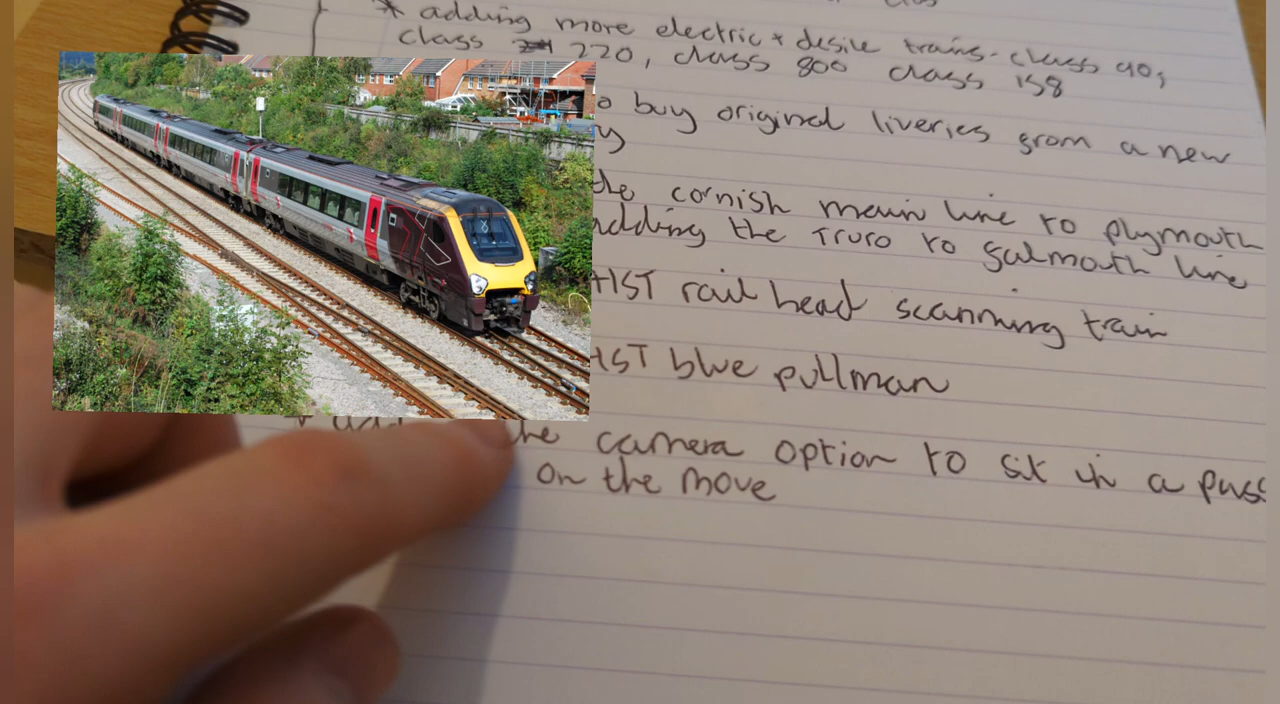 * adding more electric + desile trains. class 90,
class 220, class 800 class 158
buy original liveries from a new
the cornish main line to plymouth
adding the Truro to falmouth line
HST rail head scanning train
HST blue pullman
the camera option to sit in a pass
on the move